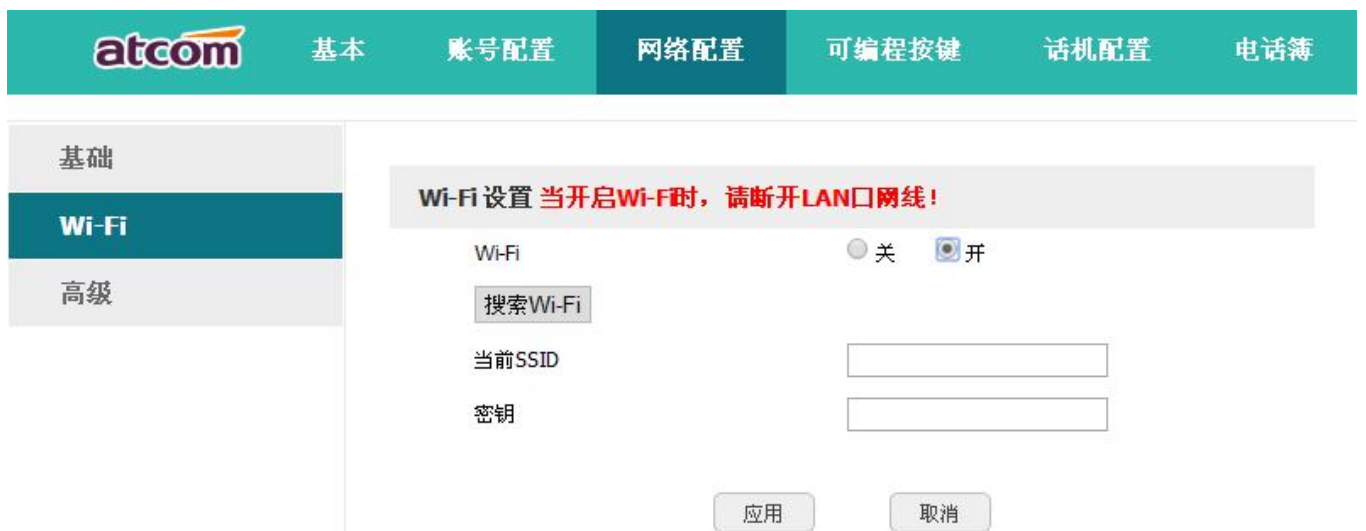 atcom 基本 账号配置 网络配置 可编程按键 话机配置 电话簿
基础
Wi-Fi
高级
Wi-Fi 设置 当开启Wi-Fi时，请断开LAN口网线！
Wi-Fi 关 开
搜索Wi-Fi
当前SSID
密钥
应用 取消